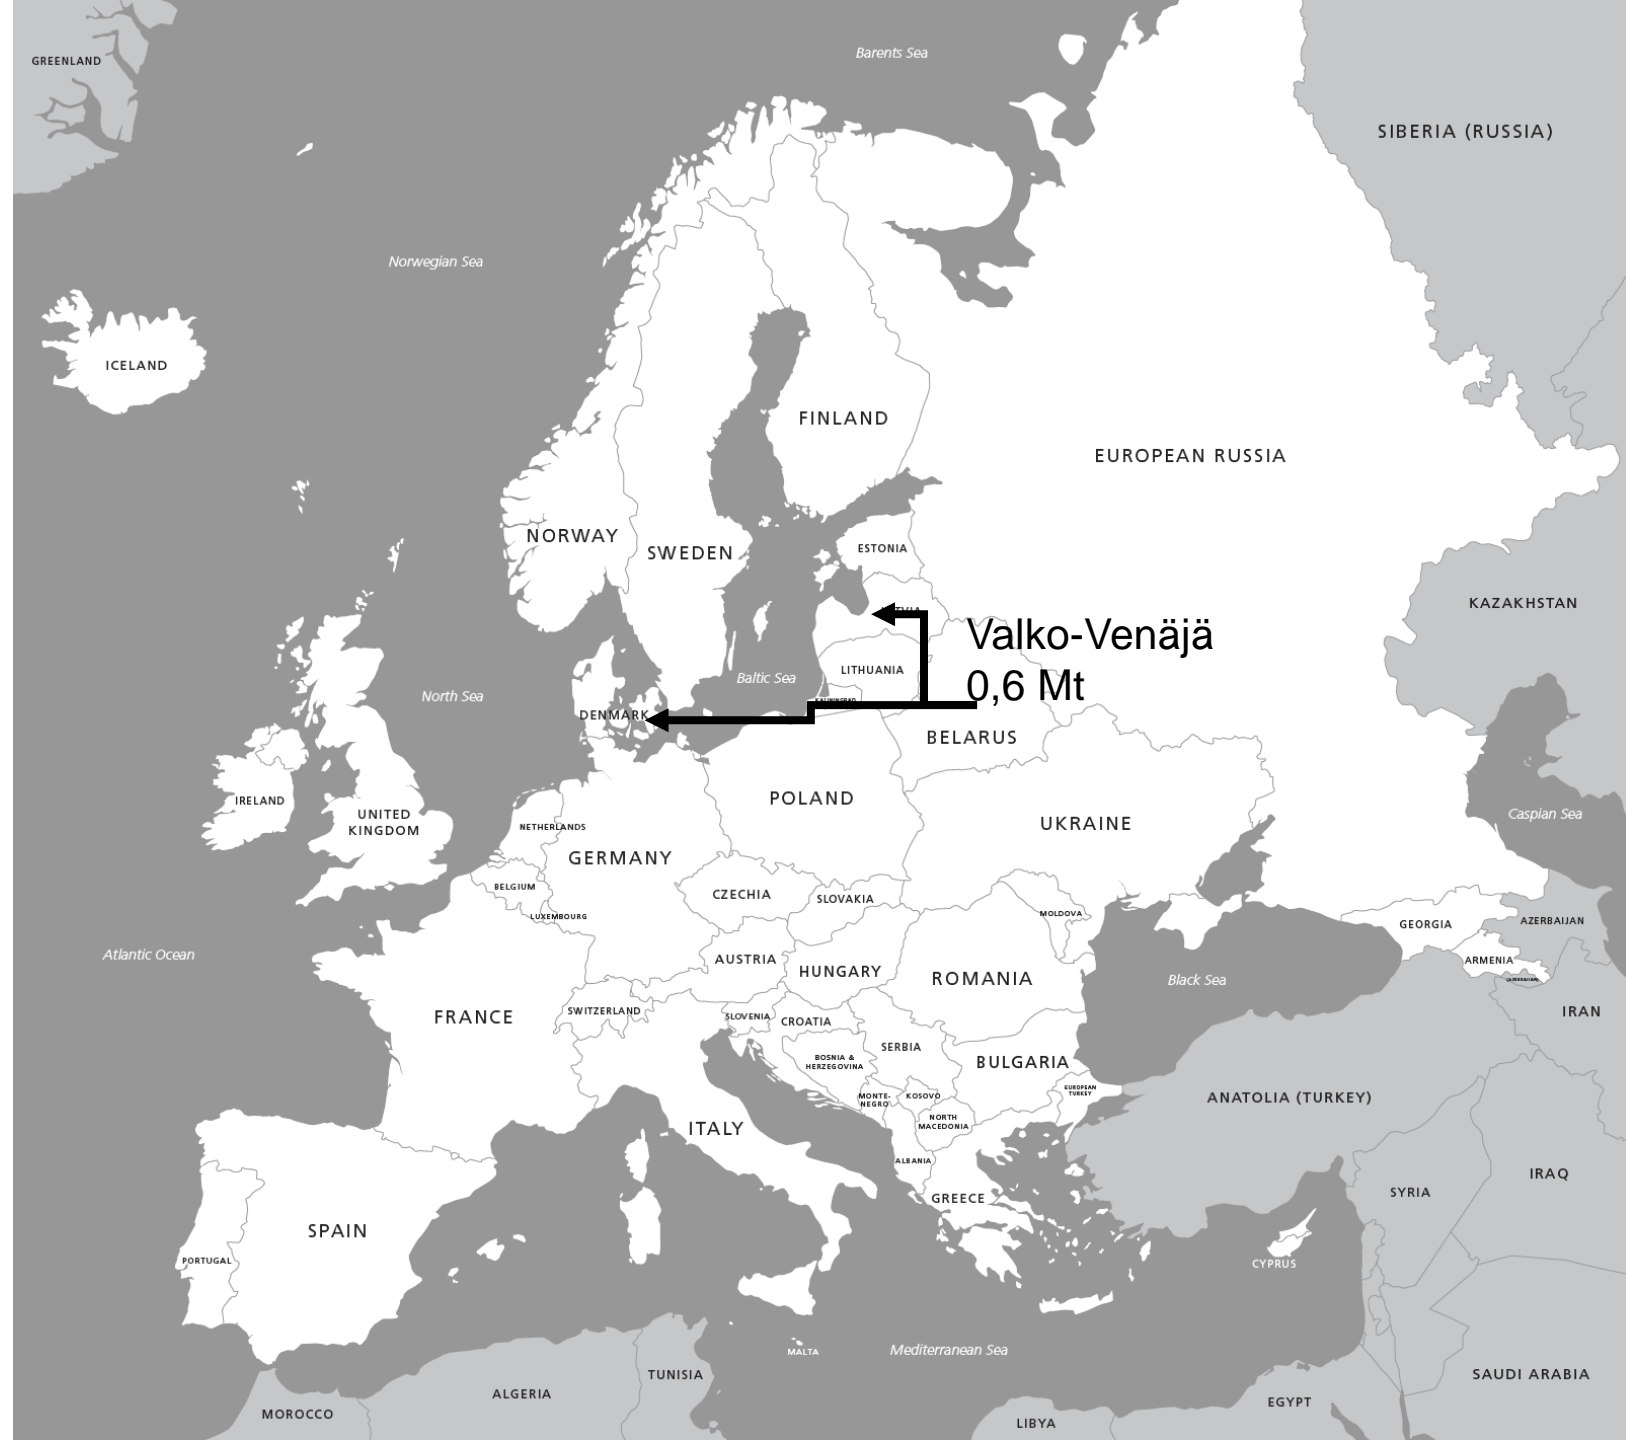 GREENLAND
Barents Sea
SIBERIA (RUSSIA)
Norwegian Sea
ICELAND
FINLAND
EUROPEAN RUSSIA
NORWAY
SWEDEN
ESTONIA
KAZAKHSTAN
Valko-Venäjä
0,6 Mt
LITHUANIA
Baltic Sea
North Sea
DENMARK
BELARUS
POLAND
IRELAND
UNITED
KINGDOM
NETHERLANDS
UKRAINE
Caspian Sea
GERMANY
BELGIUM
CZECHIA
SLOVAKIA
LUXEMBOURG
MOLDOVA
GEORGIA
AZERBAIJAN
Atlantic Ocean
AUSTRIA
HUNGARY
ROMANIA
Black Sea
ARMENIA
FRANCE
SWITZERLAND
SLOVENIA
CROATIA
IRAN
SERBIA
BOSNIA &
HERZEGOVINA
BULGARIA
EUROPEAN
TURKEY
MONTE-
NEGRO
KOSOVO
ANATOLIA (TURKEY)
NORTH
MACEDONIA
ITALY
ALBANIA
IRAQ
SYRIA
GREECE
SPAIN
PORTUGAL
CYPRUS
MALTA
Mediterranean Sea
TUNISIA
SAUDI ARABIA
ALGERIA
EGYPT
MOROCCO
LIBYA